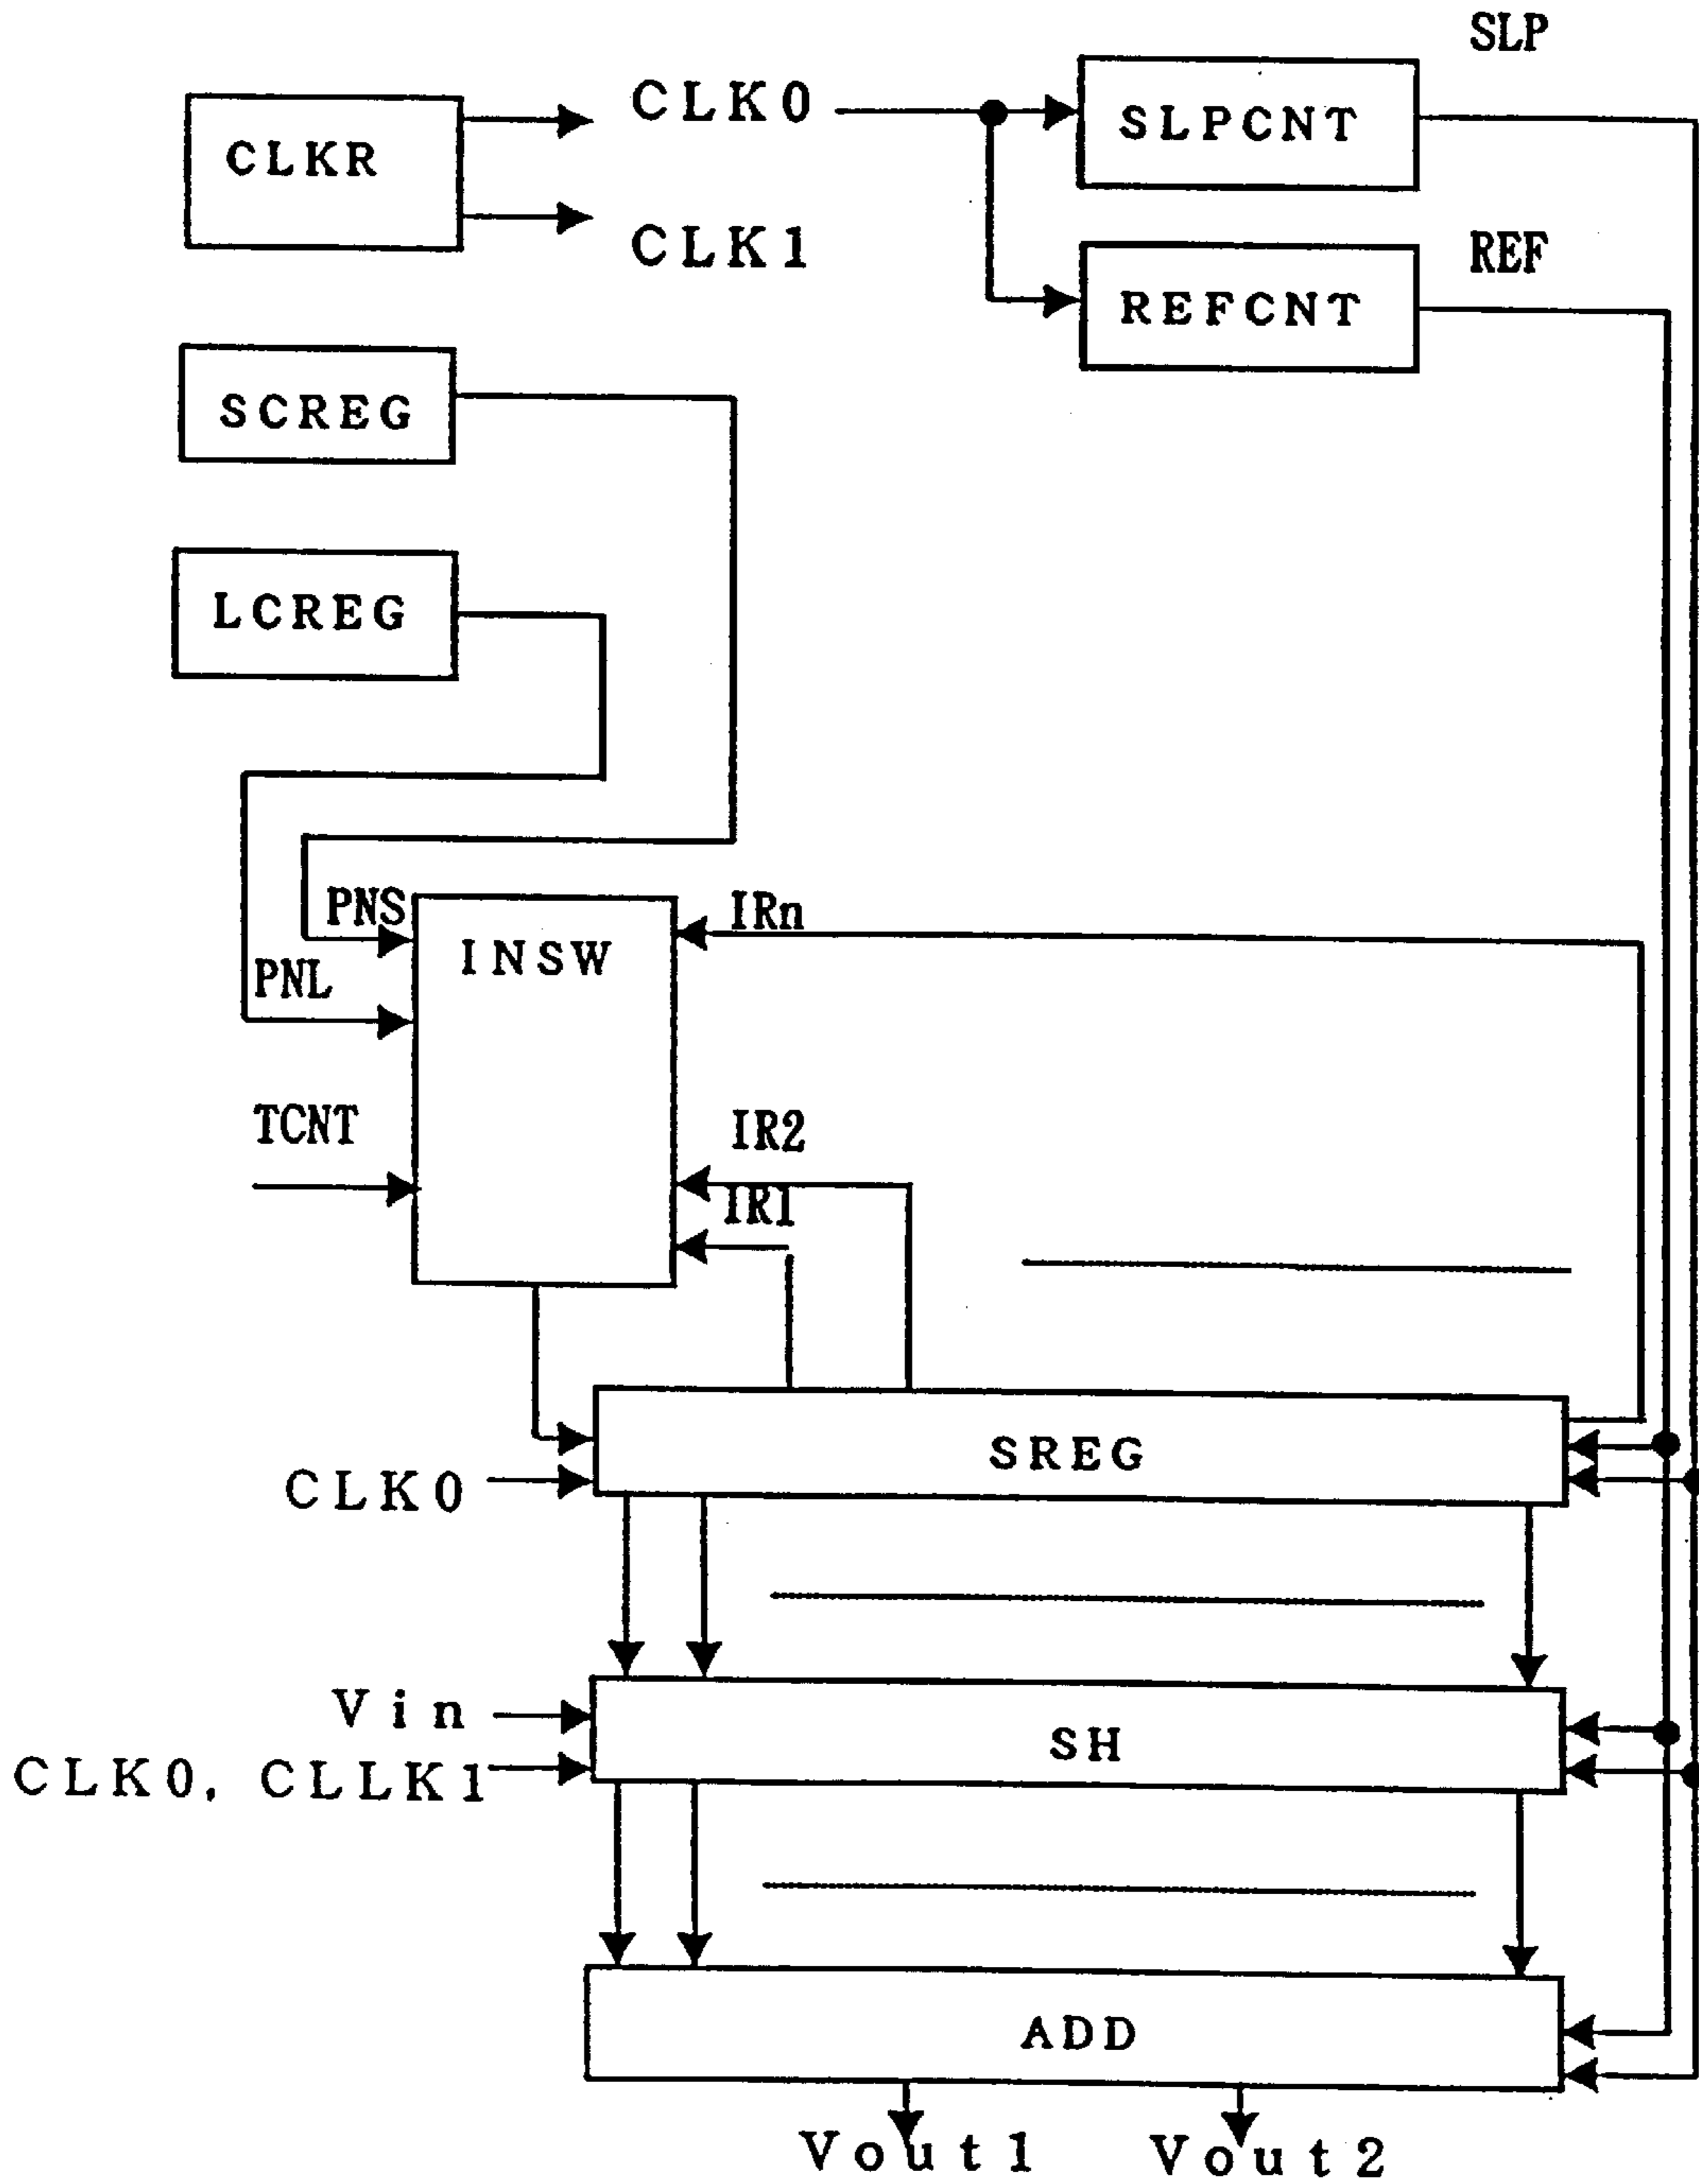 SLP
CLK0
SLPCNT
CLKR
CLK1
REF
REFCNT
SCREG
LCREG
PNS
IRn
INSW
PNL
TCNT
IR2
IR1
SREG
CLK0
Vin
SH
CLK0, CLLK1
ADD
Vout1
Vout2